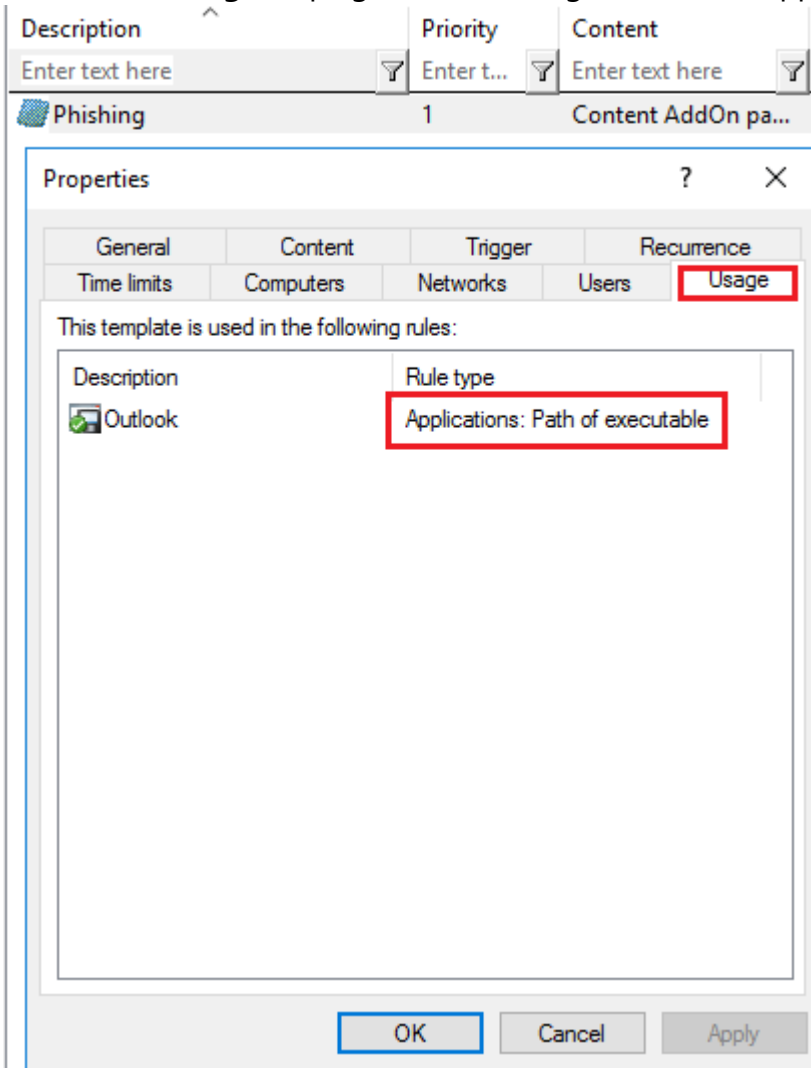 Description Priority Content
Enter text here Enter t... Enter text here
Phishing 1 Content AddOn pa...
Properties ? ×
General Content Trigger Recurrence
Time limits Computers Networks Users Usage
This template is used in the following rules:
Description Rule type
Outlook Applications: Path of executable
OK Cancel Apply